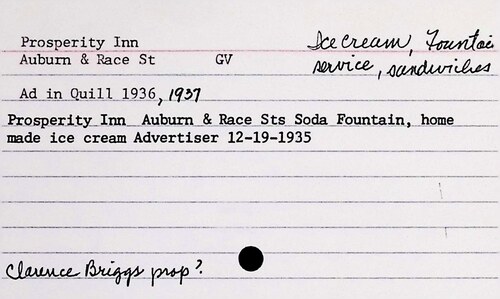 Prosperity Inn
Auburn & Race St GV
Ice cream, Fountai
service, sandwiches
Ad in Quill 1936, 1937
Prosperity Inn Auburn & Race Sts Soda Fountain, home
made ice cream Advertiser 12-19-1935
Clarence Briggs prop?